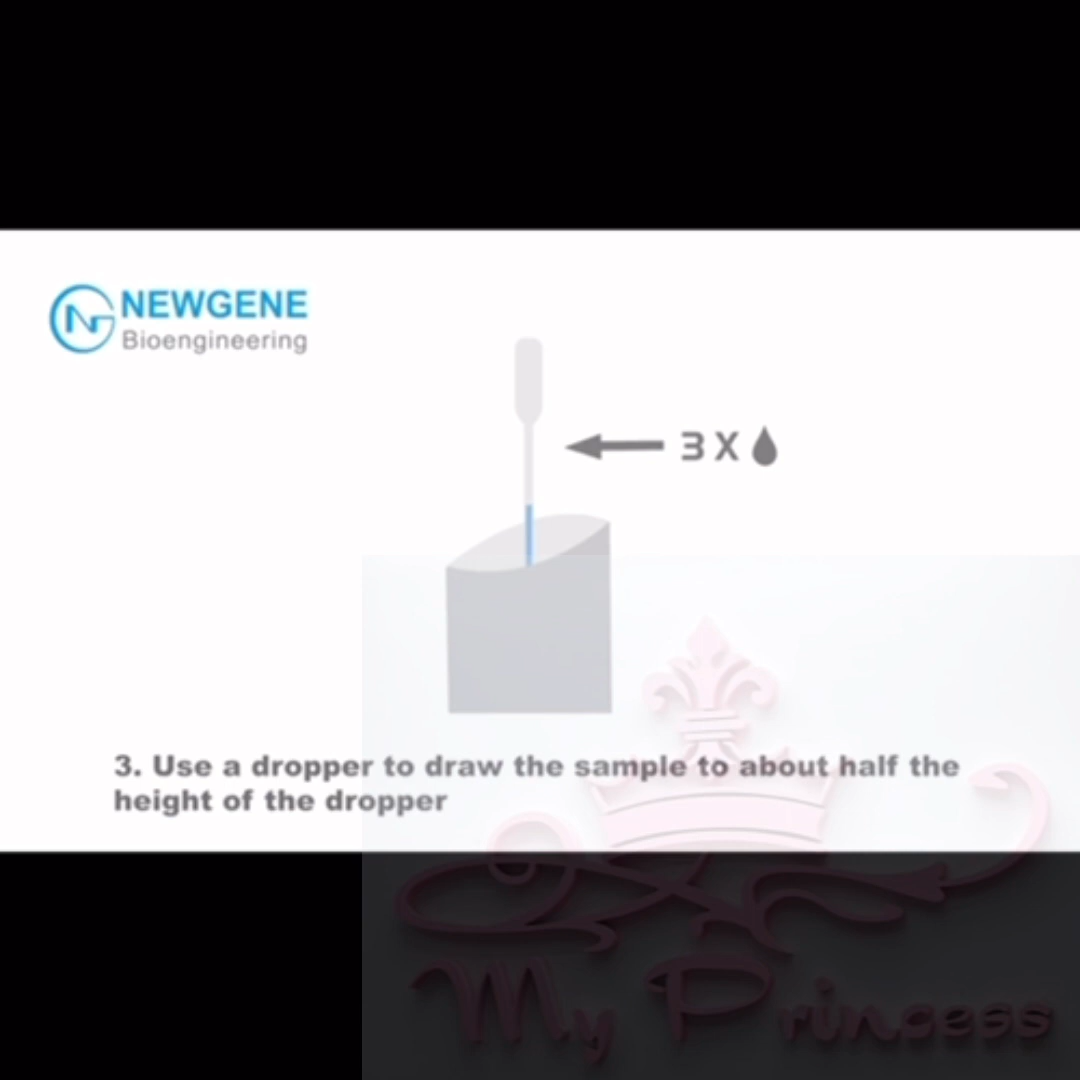 NEWGENE
Bioengineering
3 X
3. Use a dropper to draw the sample to about half the
height of the dropper
My Princess